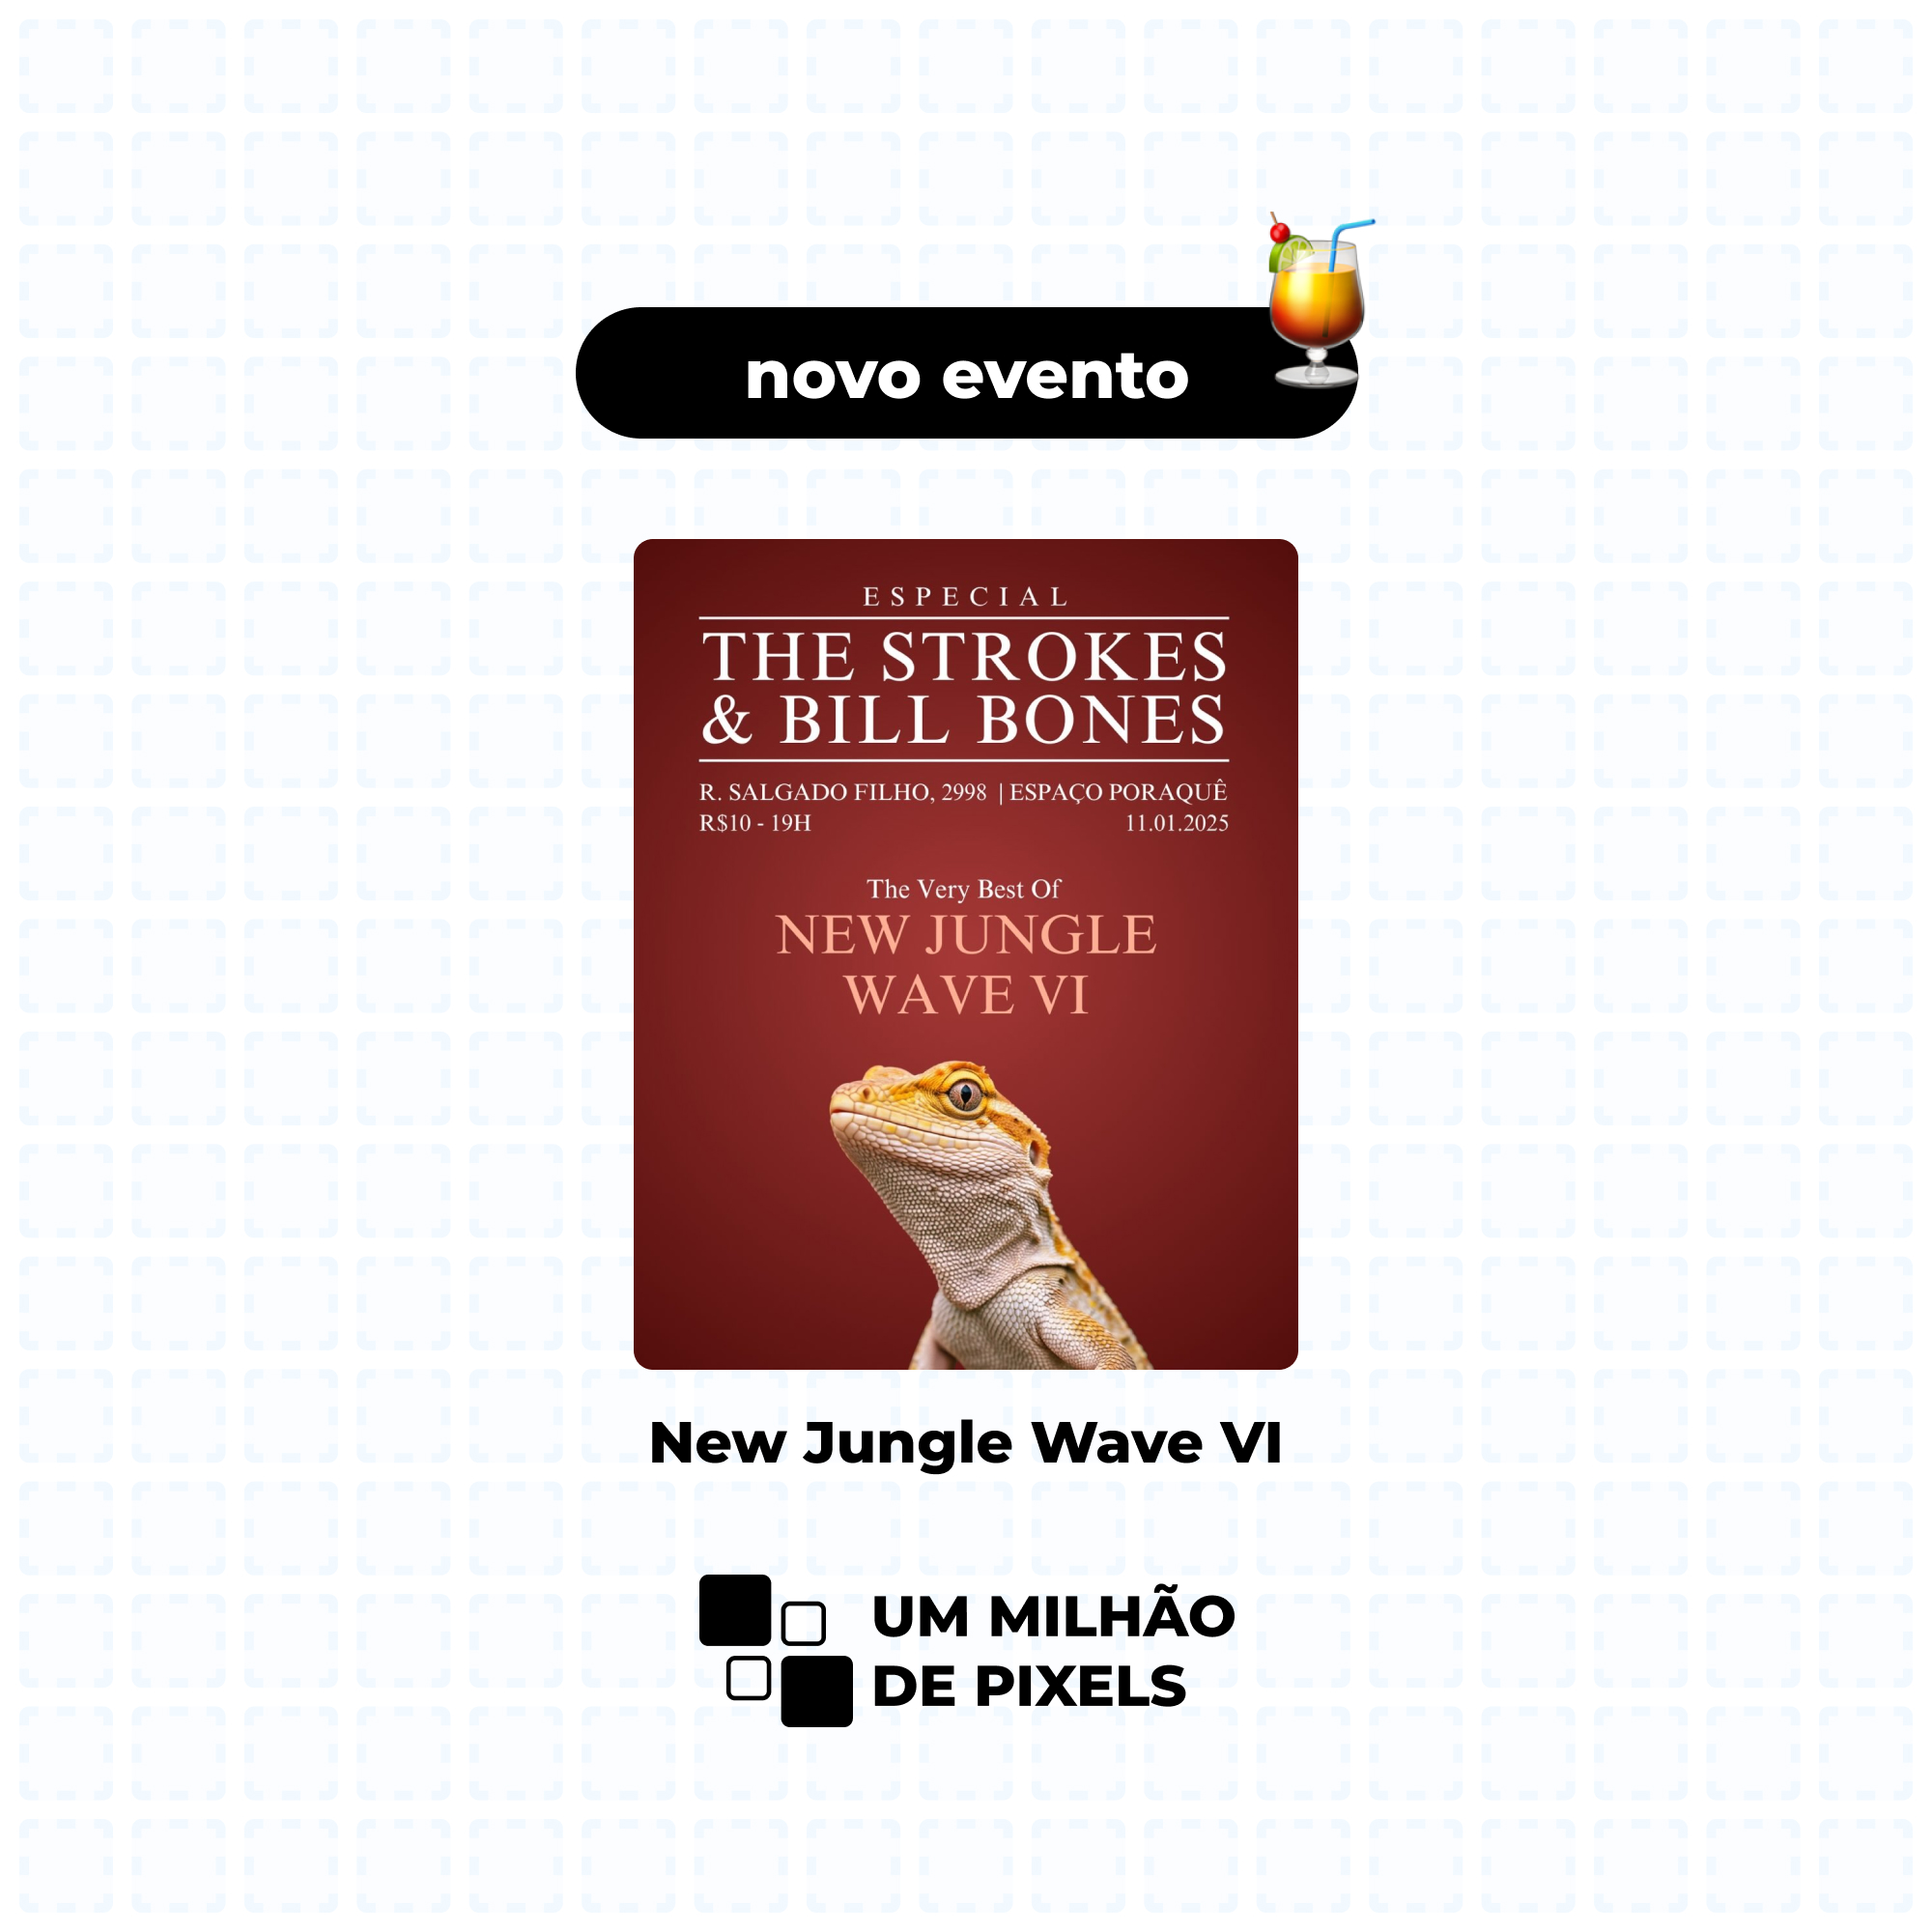 novo evento
ESPECIAL
THE STROKES
& BILL BONES
R. SALGADO FILHO, 2998 | ESPAÇO PORAQUÊ
R$10 - 19H 11.01.2025
The Very Best Of
NEW JUNGLE
WAVE VI
New Jungle Wave VI
UM MILHÃO
DE PIXELS